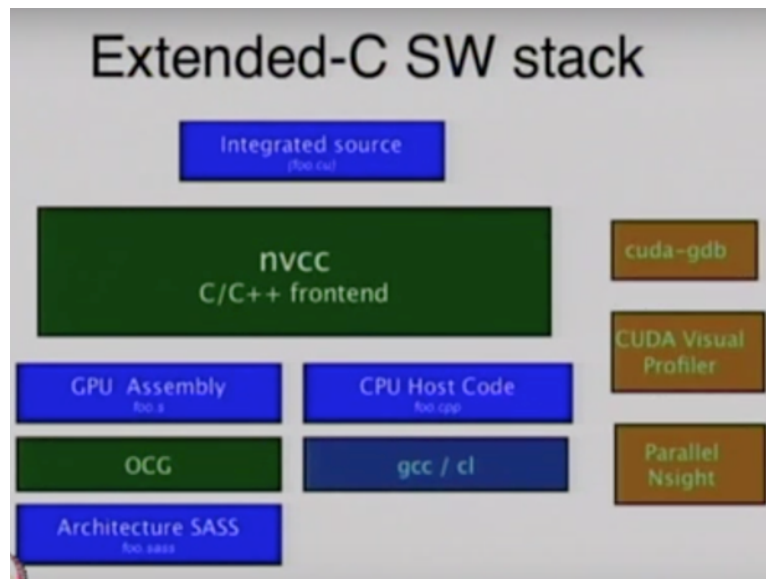 Extended-C SW stack
Integrated source
(foo.cu)
nvcc
C/C++ frontend
cuda-gdb
CUDA Visual
Profiler
GPU Assembly
foo.s
CPU Host Code
foo.cpp
OCG
gcc / cl
Parallel
Nsight
Architecture SASS
foo.sass